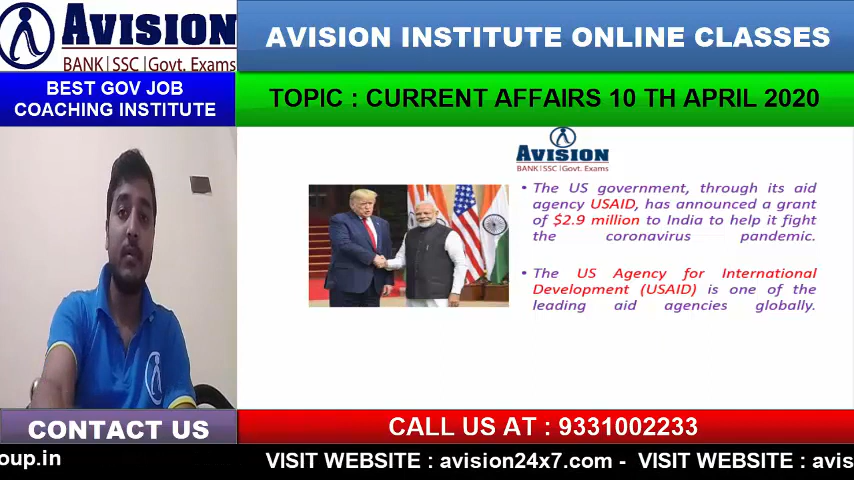 AVISION
BANK|SSC|Govt. Exams
AVISION INSTITUTE ONLINE CLASSES
BEST GOV JOB
COACHING INSTITUTE
TOPIC : CURRENT AFFAIRS 10 TH APRIL 2020
AVISION
BANK|SSC|Govt. Exams
• The US government, through its aid
agency USAID, has announced a grant
of $2.9 million to India to help it fight
the coronavirus pandemic.
• The US Agency for International
Development (USAID) is one of the
leading aid agencies globally.
CONTACT US
CALL US AT : 9331002233
oup.in
VISIT WEBSITE : avision24x7.com - VISIT WEBSITE : avis